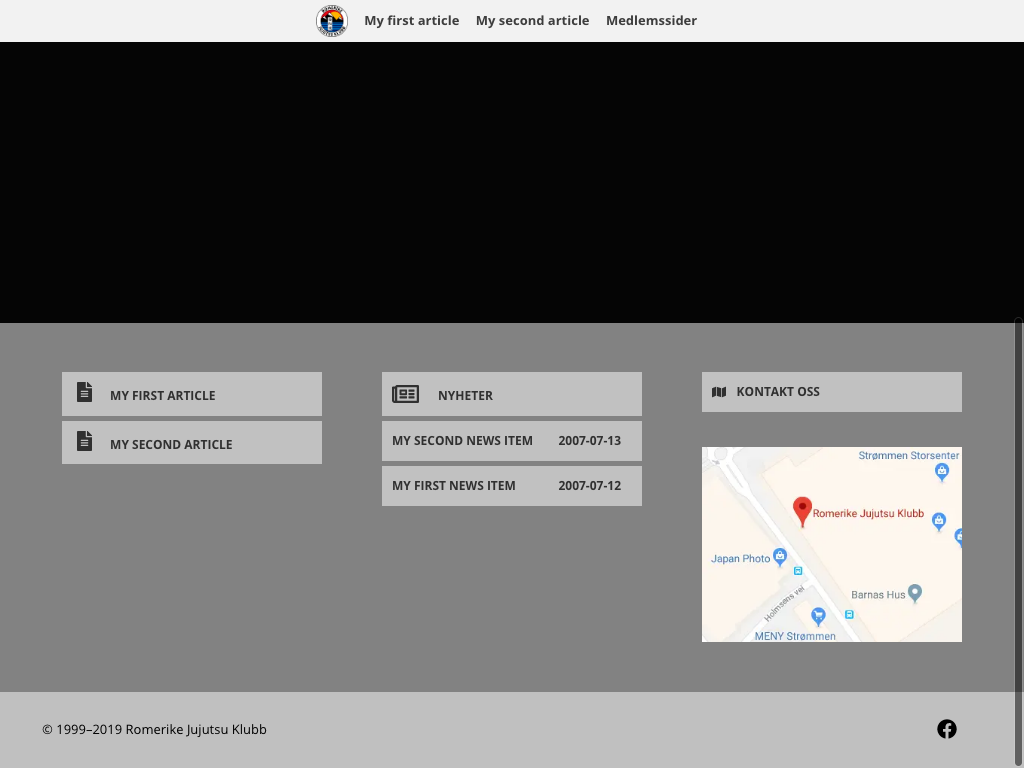 My first article
My second article
Medlemssider
MY FIRST ARTICLE
MY SECOND ARTICLE
NYHETER
MY SECOND NEWS ITEM 2007-07-13
MY FIRST NEWS ITEM 2007-07-12
KONTAKT OSS
Strømmen Storsenter
Romerike Jujutsu Klubb
Japan Photo
Barnas Hus
Holmsens vei
MENY Strømmen
© 1999–2019 Romerike Jujutsu Klubb